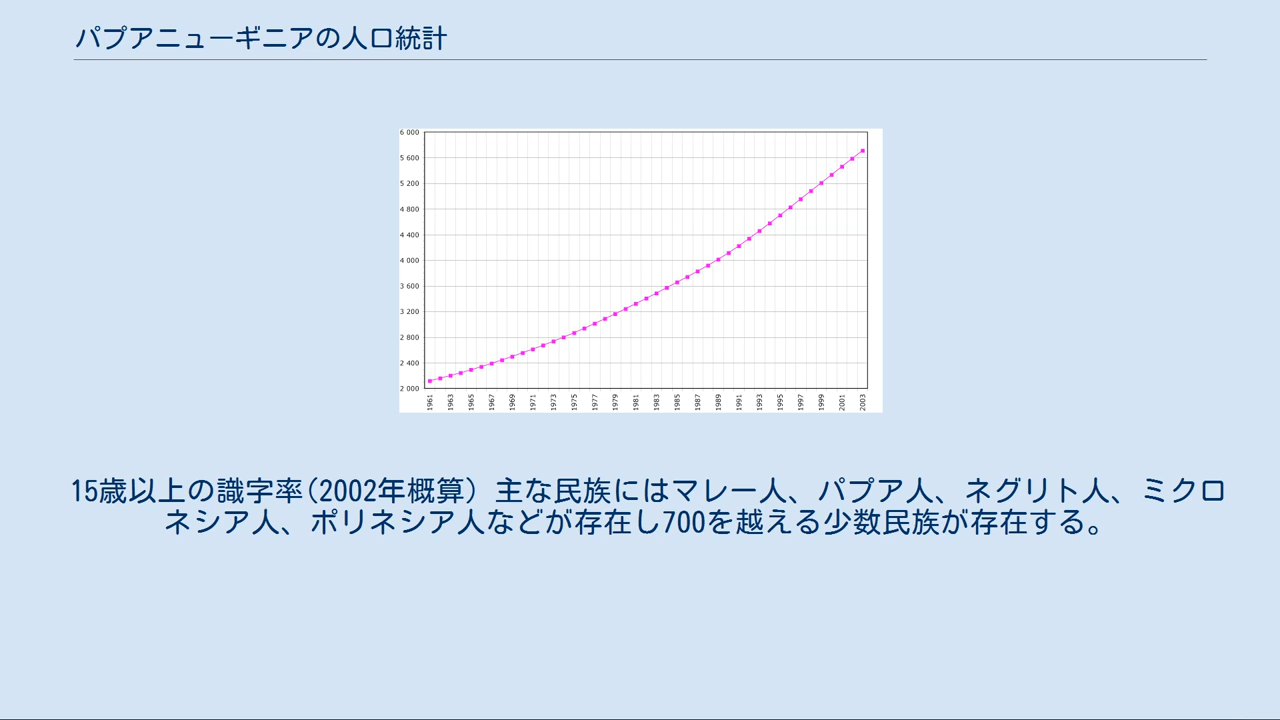 パプアニューギニアの人口統計
6 000
5 600
5 200
4 800
4 400
4 000
3 600
3 200
2 800
2 400
2 000
1961 1963 1965 1967 1969 1971 1973 1975 1977 1979 1981 1983 1985 1987 1989 1991 1993 1995 1997 1999 2001 2003
15歳以上の識字率(2002年概算) 主な民族にはマレー人、パプア人、ネグリト人、ミクロ
ネシア人、ポリネシア人などが存在し700を越える少数民族が存在する。